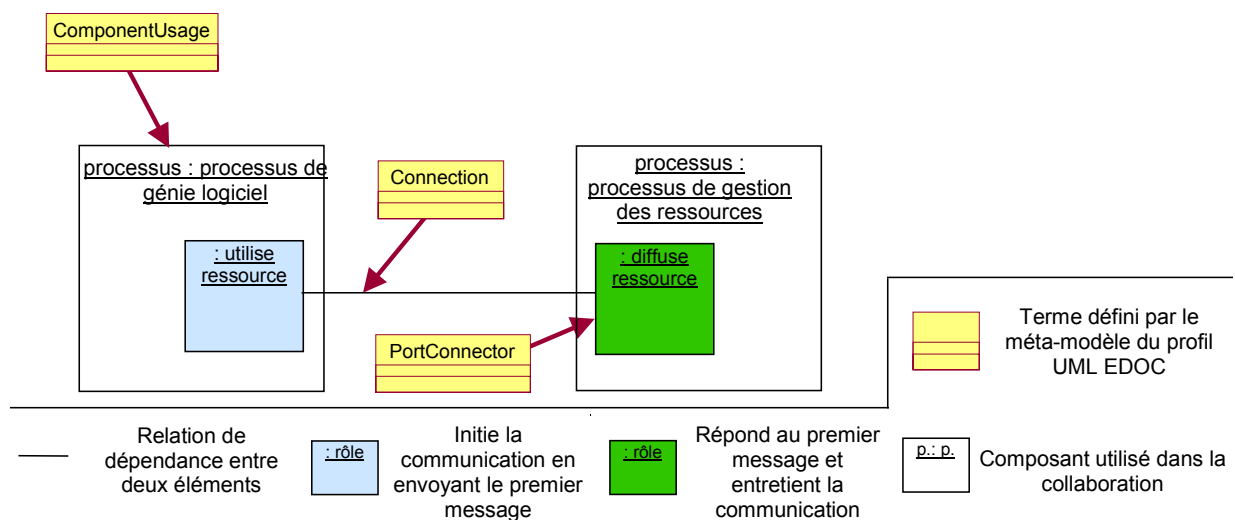 ComponentUsage
processus : processus de
génie logiciel
Connection
processus :
processus de gestion
des ressources
: utilise
ressource
: diffuse
ressource
PortConnector
Terme défini par le
méta-modèle du profil
UML EDOC
Relation de
dépendance entre
deux éléments
: rôle
Initie la
communication en
envoyant le premier
message
: rôle
Répond au premier
message et
entretient la
communication
p.: p.
Composant utilisé dans la
collaboration